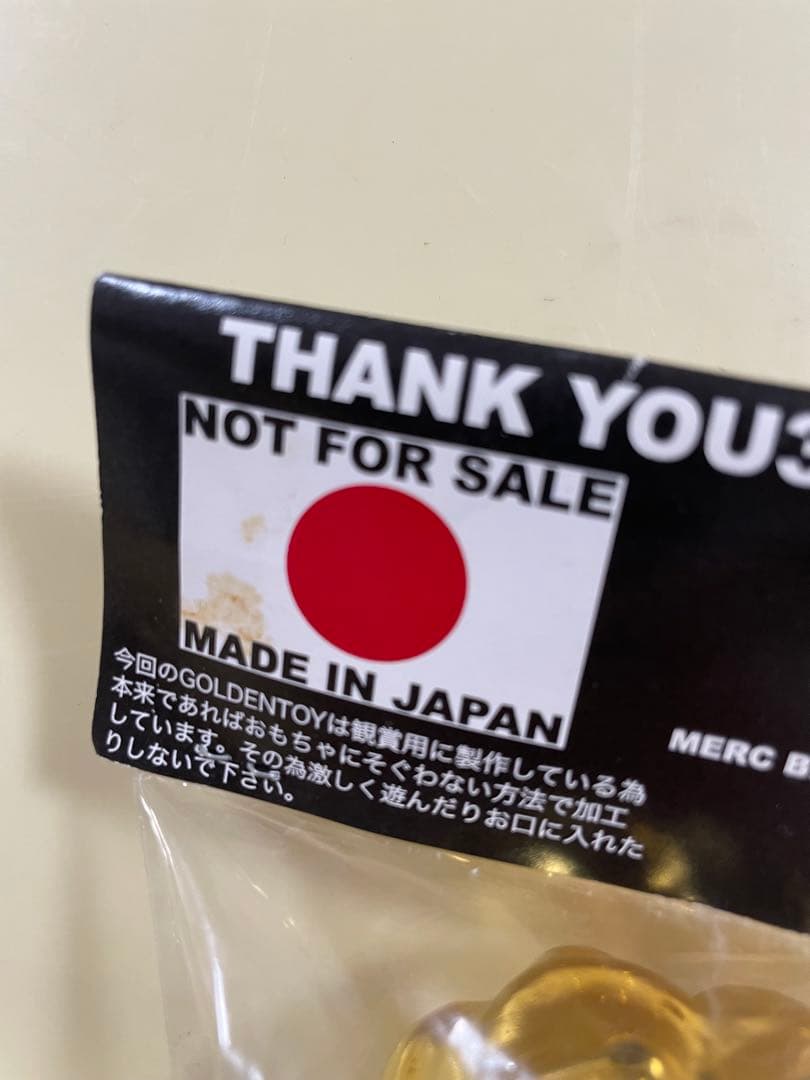 THANK YOU3
NOT FOR SALE
MADE IN JAPAN
今回のGOLDENTOYは観賞用に製作している為
本来であればおもちゃにそぐわない方法で加工
しています。その為激しく遊んだりお口に入れた
りしないで下さい。
MERC B